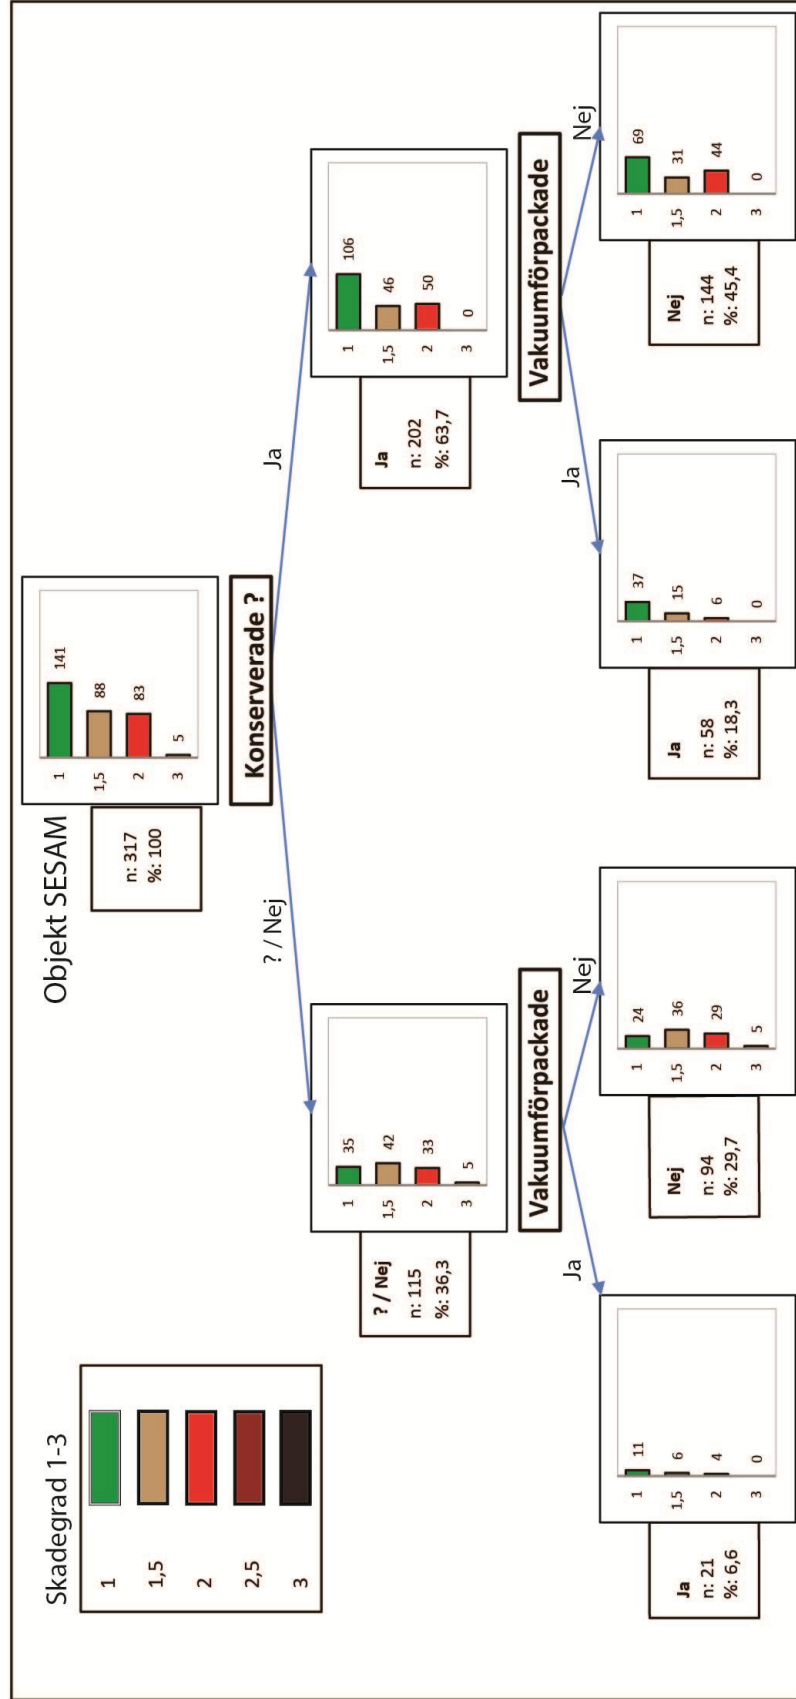 Skadegrad 1-3
1
1,5
2
2,5
3
Objekt SESAM
n: 317
%: 100
1 141
1,5 88
2 83
3 5
Konserverade ?
? / Nej
Ja
? / Nej
n: 115
%: 36,3
1 35
1,5 42
2 33
3 5
Ja
n: 202
%: 63,7
1 106
1,5 46
2 50
3 0
Vakuumförpackade
Ja
Nej
Vakuumförpackade
Ja
Nej
Ja
n: 21
%: 6,6
1 11
1,5 6
2 4
3 0
Nej
n: 94
%: 29,7
1 24
1,5 36
2 29
3 5
Ja
n: 58
%: 18,3
1 37
1,5 15
2 6
3 0
Nej
n: 144
%: 45,4
1 69
1,5 31
2 44
3 0